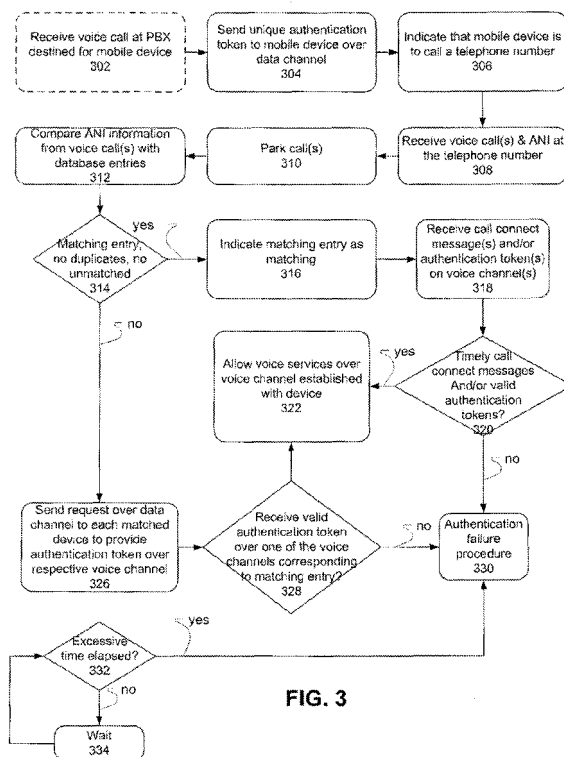 Receive voice call at PBX
destined for mobile device
302
Send unique authentication
token to mobile device over
data channel
304
Indicate that mobile device is
to call a telephone number
306
Compare ANI information
from voice call(s) with
database entries
312
Park call(s)
310
Receive voice call(s) & ANI at
the telephone number
308
Matching entry,
no duplicates, no
unmatched
314
yes
Indicate matching entry as
matching
316
Receive call connect
message(s) and/or
authentication token(s)
on voice channel(s)
318
no
Allow voice services over
voice channel established
with device
322
yes
Timely call
connect messages
And/or valid
authentication
tokens?
320
no
Send request over data
channel to each matched
device to provide
authentication token over
respective voice channel
326
Receive valid
authentication token
over one of the voice
channels corresponding
to matching entry?
328
no
Authentication
failure
procedure
330
Excessive
time elapsed?
332
yes
no
Wait
334
FIG. 3